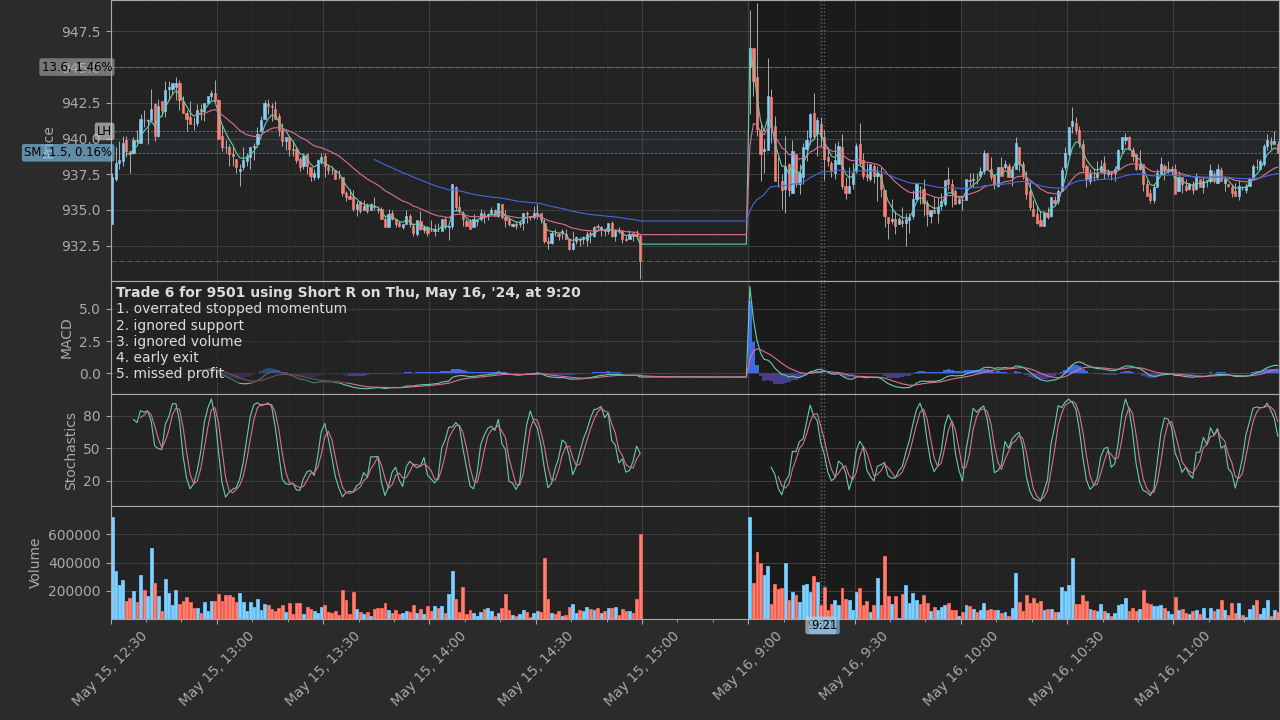 947.5
13.6, 1.46%
942.5
LH
940.0
Price
SM, 1.5, 0.16%
937.5
935.0
932.5
Trade 6 for 9501 using Short R on Thu, May 16, '24, at 9:20
1. overrated stopped momentum
2. ignored support
3. ignored volume
4. early exit
5. missed profit
MACD
5.0
2.5
0.0
Stochastics
80
50
20
Volume
600000
400000
200000
9:21
May 15, 12:30
May 15, 13:00
May 15, 13:30
May 15, 14:00
May 15, 14:30
May 15, 15:00
May 16, 9:00
May 16, 9:30
May 16, 10:00
May 16, 10:30
May 16, 11:00